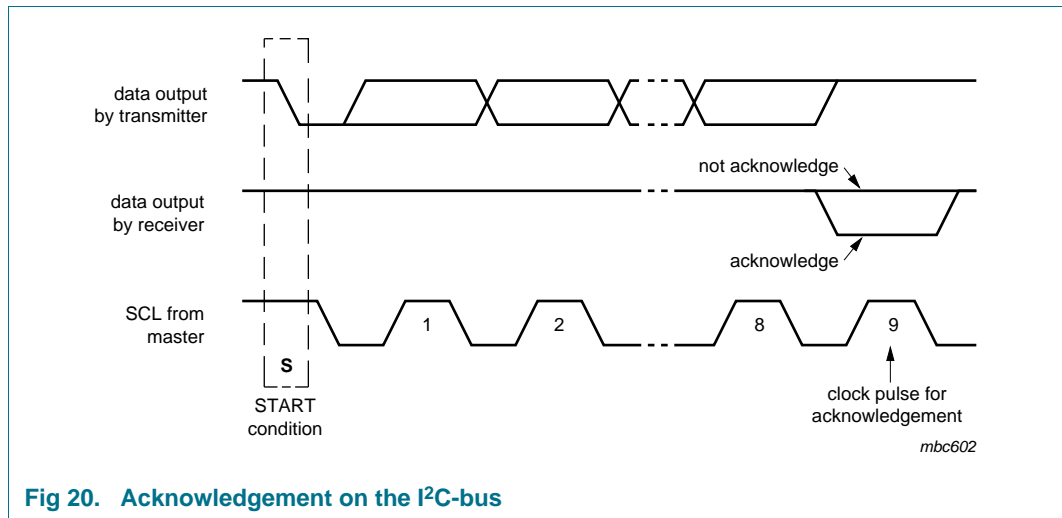 data output
by transmitter
not acknowledge
data output
by receiver
acknowledge
SCL from
master
1
2
8
9
S
START
condition
clock pulse for
acknowledgement
mbc602
Fig 20. Acknowledgement on the I²C-bus